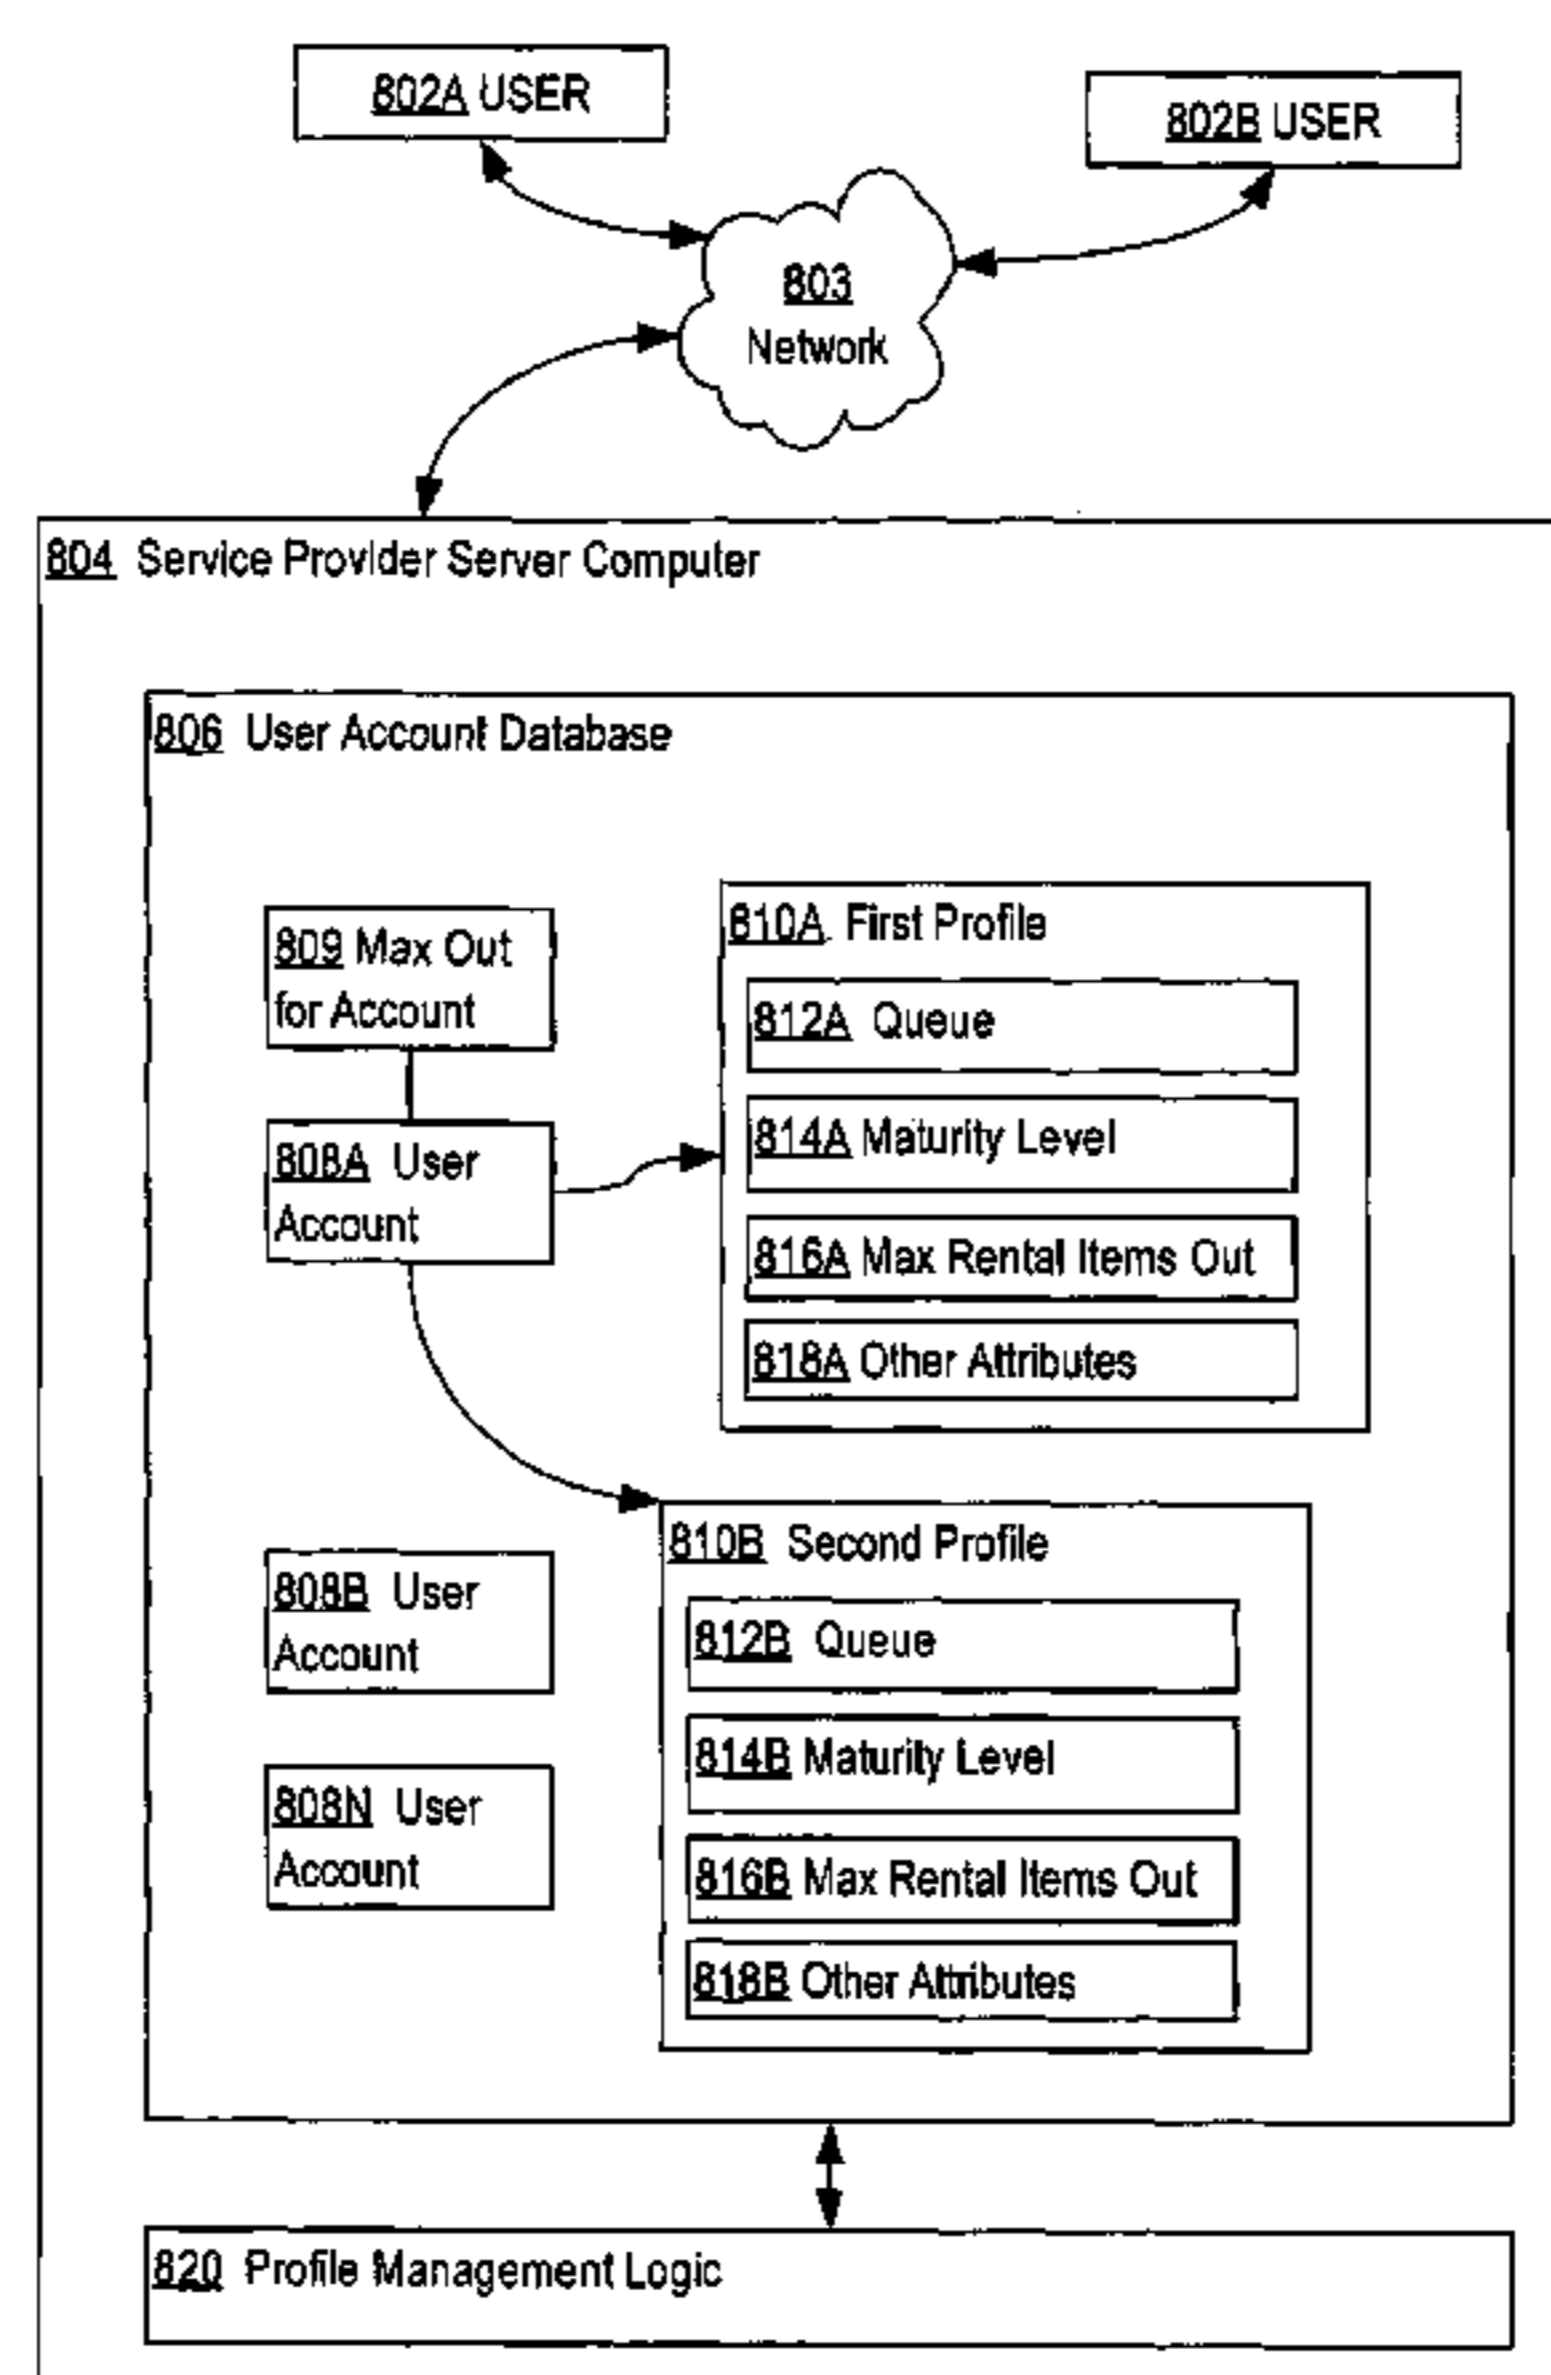 802A USER
802B USER
803
Network
804 Service Provider Server Computer
806 User Account Database
809 Max Out
for Account
808A User
Account
810A First Profile
812A Queue
814A Maturity Level
816A Max Rental Items Out
818A Other Attributes
810B Second Profile
812B Queue
814B Maturity Level
816B Max Rental Items Out
818B Other Attributes
808B User
Account
808N User
Account
820 Profile Management Logic